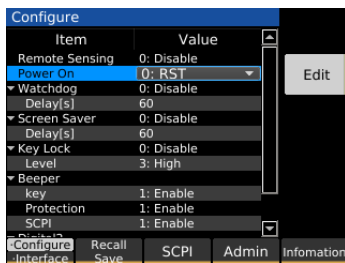 Configure
Item Value
Remote Sensing 0: Disable
Power On 0: RST
Edit
Watchdog 0: Disable
Delay[s] 60
Screen Saver 0: Disable
Delay[s] 60
Key Lock 0: Disable
Level 3: High
Beeper
key 1: Enable
Protection 1: Enable
SCPI 1: Enable
·Configure Recall SCPI Admin Infomation
·Interface Save